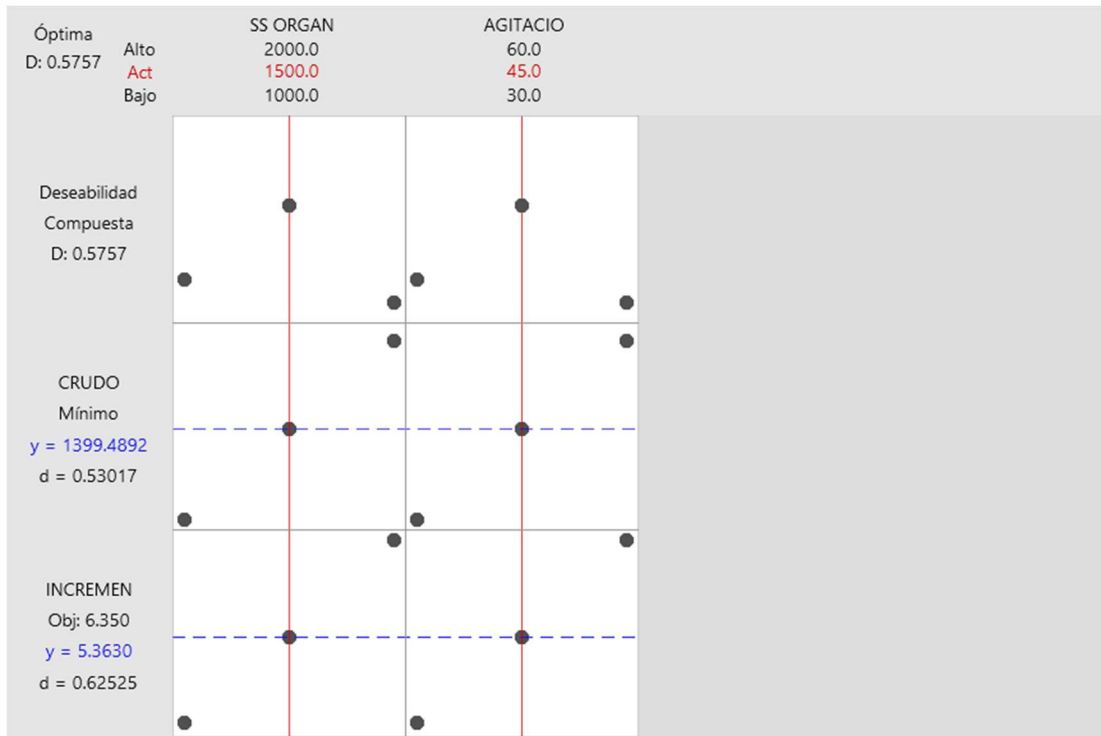 Óptima
D: 0.5757
Alto
Act
Bajo
SS ORGAN
2000.0
1500.0
1000.0
AGITACIO
60.0
45.0
30.0
Deseabilidad
Compuesta
D: 0.5757
CRUDO
Mínimo
y = 1399.4892
d = 0.53017
INCREMEN
Obj: 6.350
y = 5.3630
d = 0.62525